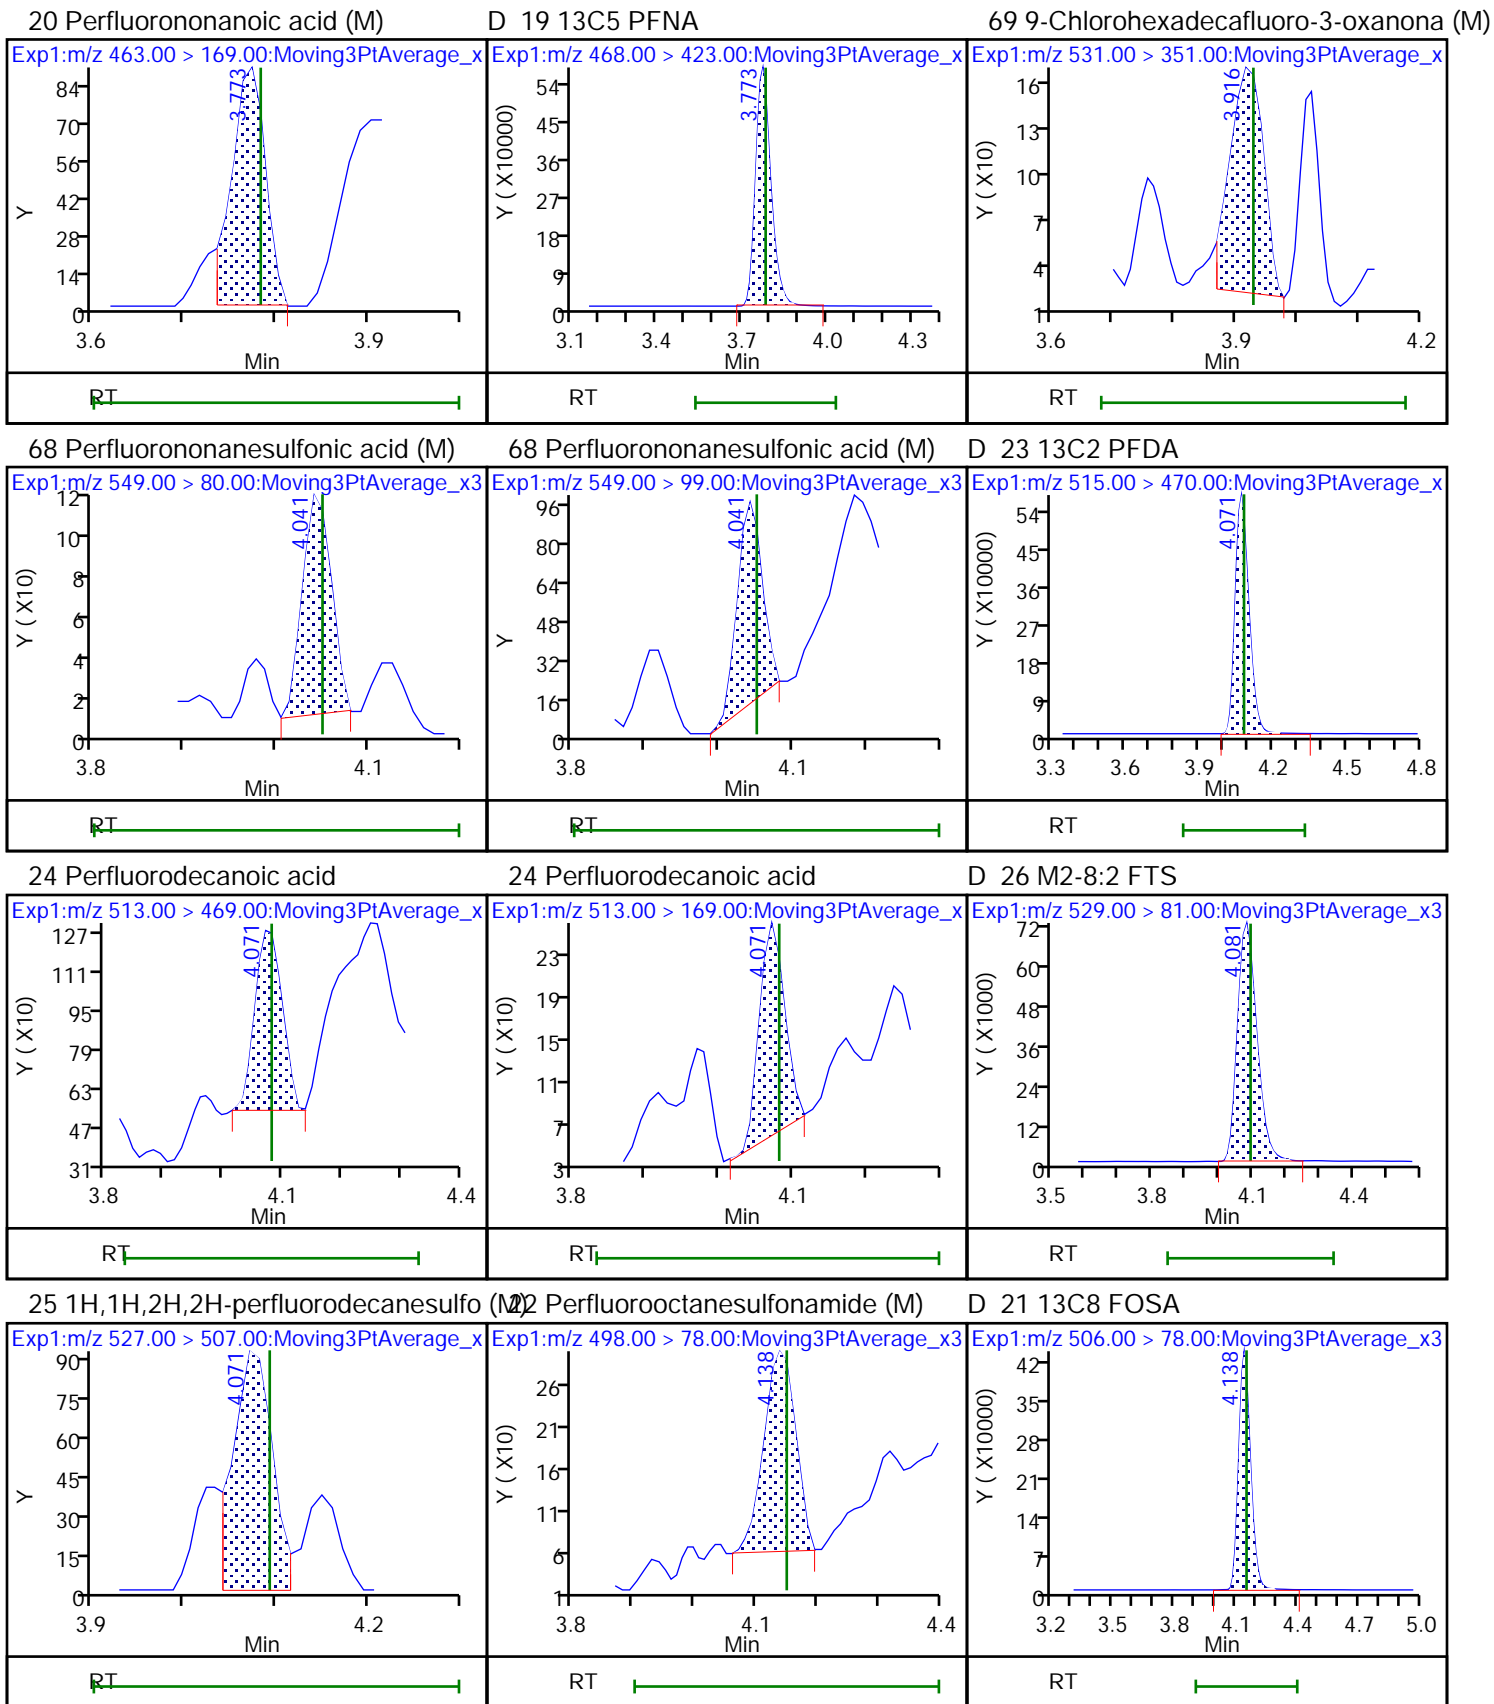 20 Perfluorononanoic acid (M)
D 19 13C5 PFNA
69 9-Chlorohexadecafluoro-3-oxanona (M)
Exp1:m/z 463.00 > 169.00:Moving3PtAverage_x
Exp1:m/z 468.00 > 423.00:Moving3PtAverage_x
Exp1:m/z 531.00 > 351.00:Moving3PtAverage_x
3.773
84
70
56
42
28
14
0
Y
3.6 3.9
Min
RT
3.773
54
45
36
27
18
9
0
Y ( X10000)
3.1 3.4 3.7 4.0 4.3
Min
RT
3.916
16
13
10
7
4
1
Y ( X10)
3.6 3.9 4.2
Min
RT
68 Perfluorononanesulfonic acid (M)
68 Perfluorononanesulfonic acid (M)
D 23 13C2 PFDA
Exp1:m/z 549.00 > 80.00:Moving3PtAverage_x3
Exp1:m/z 549.00 > 99.00:Moving3PtAverage_x3
Exp1:m/z 515.00 > 470.00:Moving3PtAverage_x
4.041
12
10
8
6
4
2
0
Y ( X10)
3.8 4.1
Min
RT
4.041
96
80
64
48
32
16
0
Y
3.8 4.1
Min
RT
4.071
54
45
36
27
18
9
0
Y ( X10000)
3.3 3.6 3.9 4.2 4.5 4.8
Min
RT
24 Perfluorodecanoic acid
24 Perfluorodecanoic acid
D 26 M2-8:2 FTS
Exp1:m/z 513.00 > 469.00:Moving3PtAverage_x
Exp1:m/z 513.00 > 169.00:Moving3PtAverage_x
Exp1:m/z 529.00 > 81.00:Moving3PtAverage_x3
4.071
127
111
95
79
63
47
31
Y ( X10)
3.8 4.1 4.4
Min
RT
4.071
23
19
15
11
7
3
Y ( X10)
3.8 4.1
Min
RT
4.081
72
60
48
36
24
12
0
Y ( X1000)
3.5 3.8 4.1 4.4
Min
RT
25 1H,1H,2H,2H-perfluorodecanesulfo (M)
22 Perfluorooctanesulfonamide (M)
D 21 13C8 FOSA
Exp1:m/z 527.00 > 507.00:Moving3PtAverage_x
Exp1:m/z 498.00 > 78.00:Moving3PtAverage_x3
Exp1:m/z 506.00 > 78.00:Moving3PtAverage_x3
4.071
90
75
60
45
30
15
0
Y
3.9 4.2
Min
RT
4.138
26
21
16
11
6
1
Y ( X10)
3.8 4.1 4.4
Min
RT
4.138
42
35
28
21
14
7
0
Y ( X10000)
3.2 3.5 3.8 4.1 4.4 4.7 5.0
Min
RT